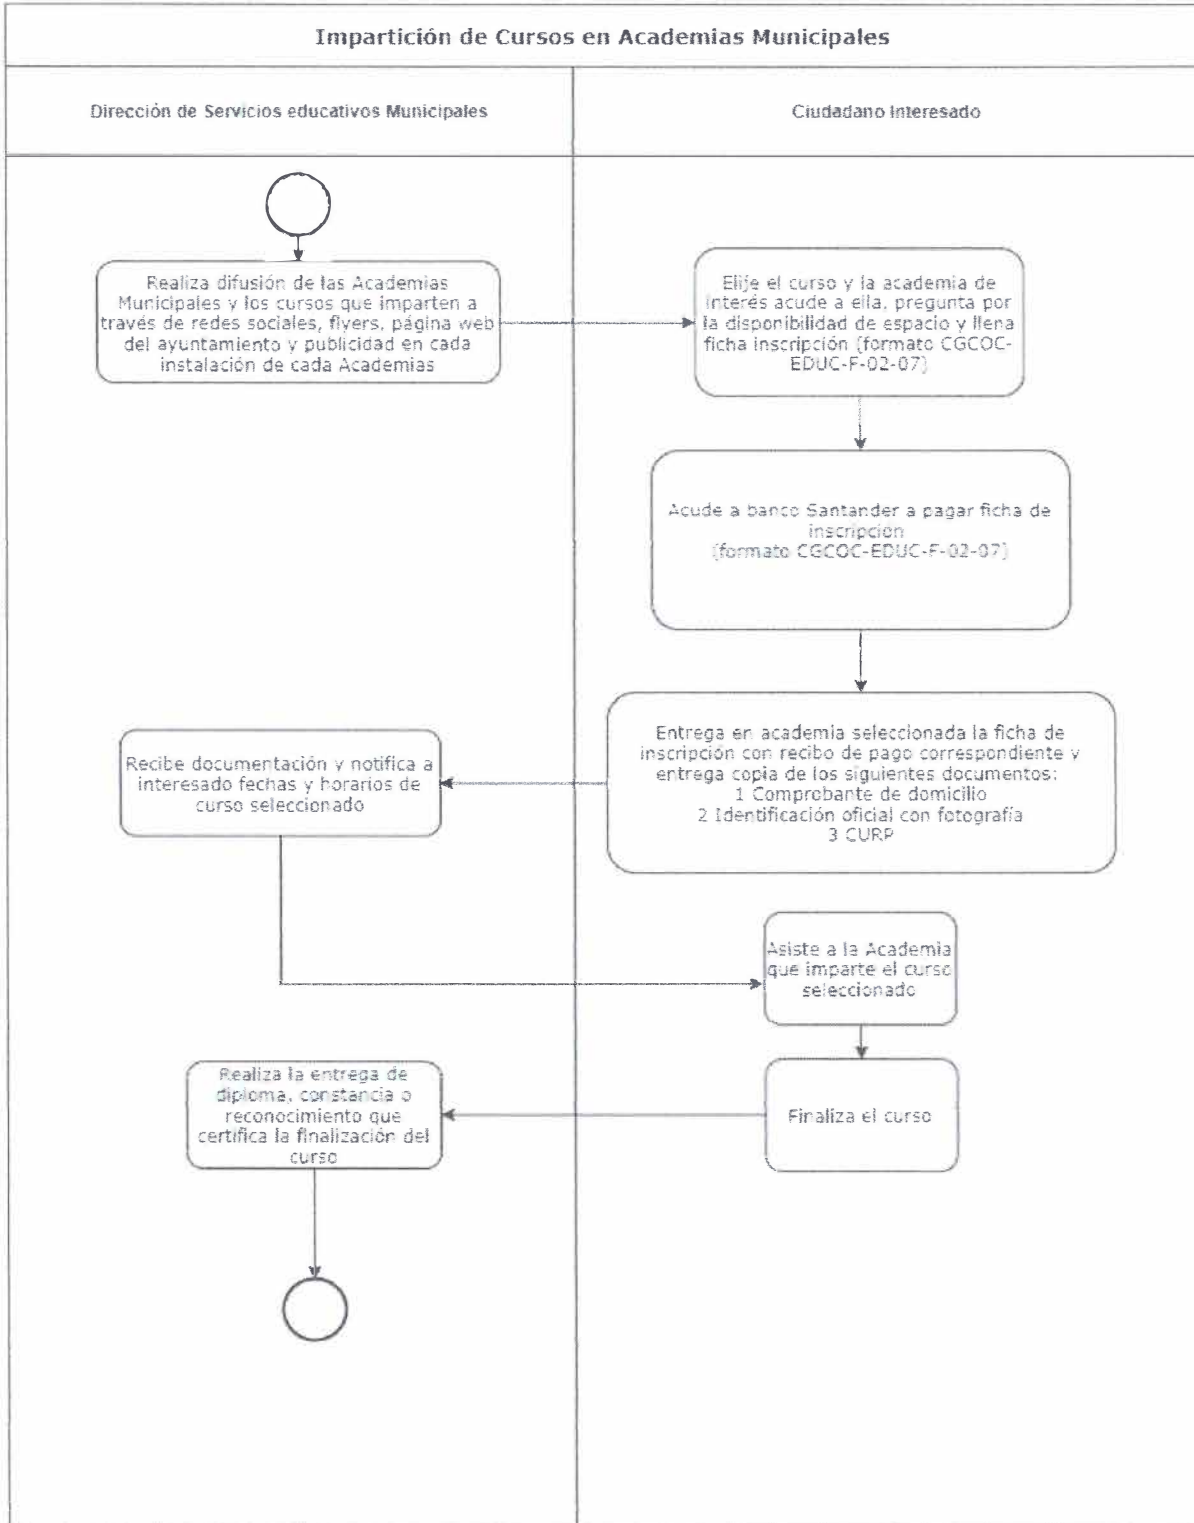 Impartición de Cursos en Academias Municipales
Dirección de Servicios educativos Municipales
Ciudadano Interesado
Realiza difusión de las Academias
Municipales y los cursos que imparten a
través de redes sociales, flyers, página web
del ayuntamiento y publicidad en cada
instalación de cada Academias
Elije el curso y la academia de
interés acude a ella, pregunta por
la disponibilidad de espacio y llena
ficha inscripción (formato CGCOC-
EDUC-F-02-07)
Acude a banco Santander a pagar ficha de
inscripción
(formato CGCOC-EDUC-F-02-07)
Entrega en academia seleccionada la ficha de
inscripción con recibo de pago correspondiente y
entrega copia de los siguientes documentos:
1 Comprobante de domicilio
2 Identificación oficial con fotografía
3 CURP
Recibe documentación y notifica a
interesado fechas y horarios de
curso seleccionado
Asiste a la Academia
que imparte el curso
seleccionado
Finaliza el curso
Realiza la entrega de
diploma, constancia o
reconocimiento que
certifica la finalización del
curso